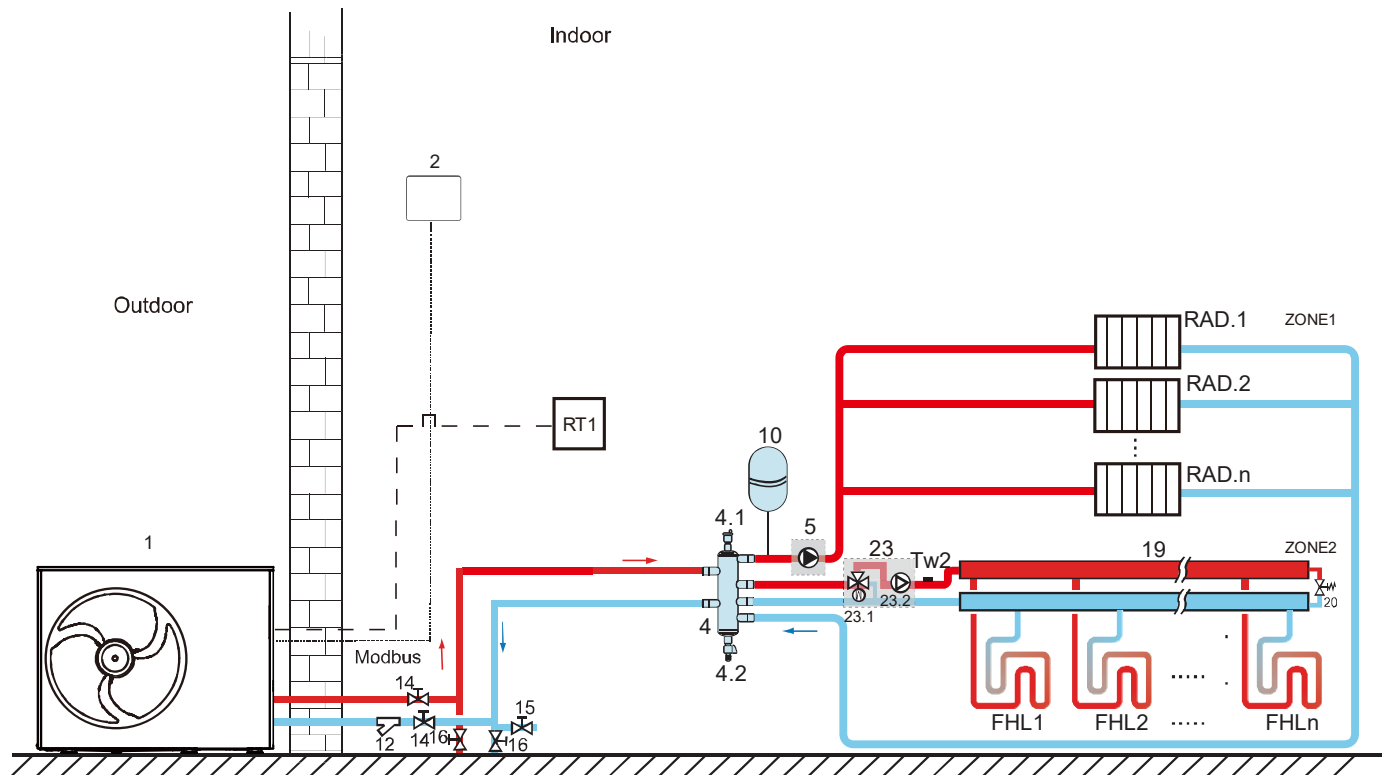 Indoor
2
Outdoor
RAD.1
ZONE1
RAD.2
RT1
10
RAD.n
4.1
5
1
23
Tw2
19
ZONE2
23.2
20
23.1
4
Modbus
4.2
14
15
12
14
16
16
FHL1
FHL2
FHLn